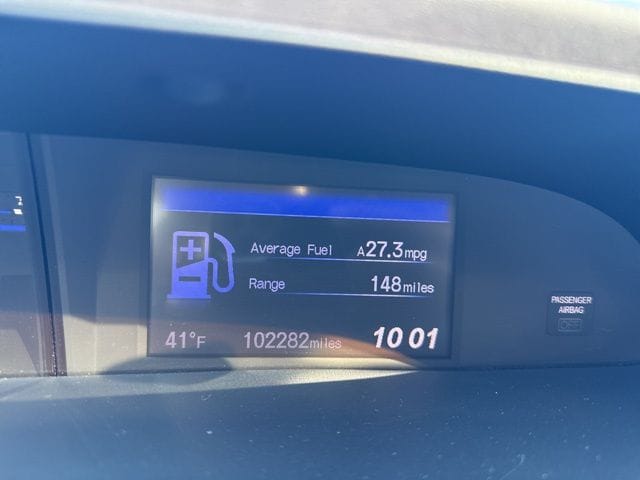 Average Fuel A27.3mpg
Range 148miles
41°F 102282miles 10 01
PASSENGER
AIRBAG
OFF